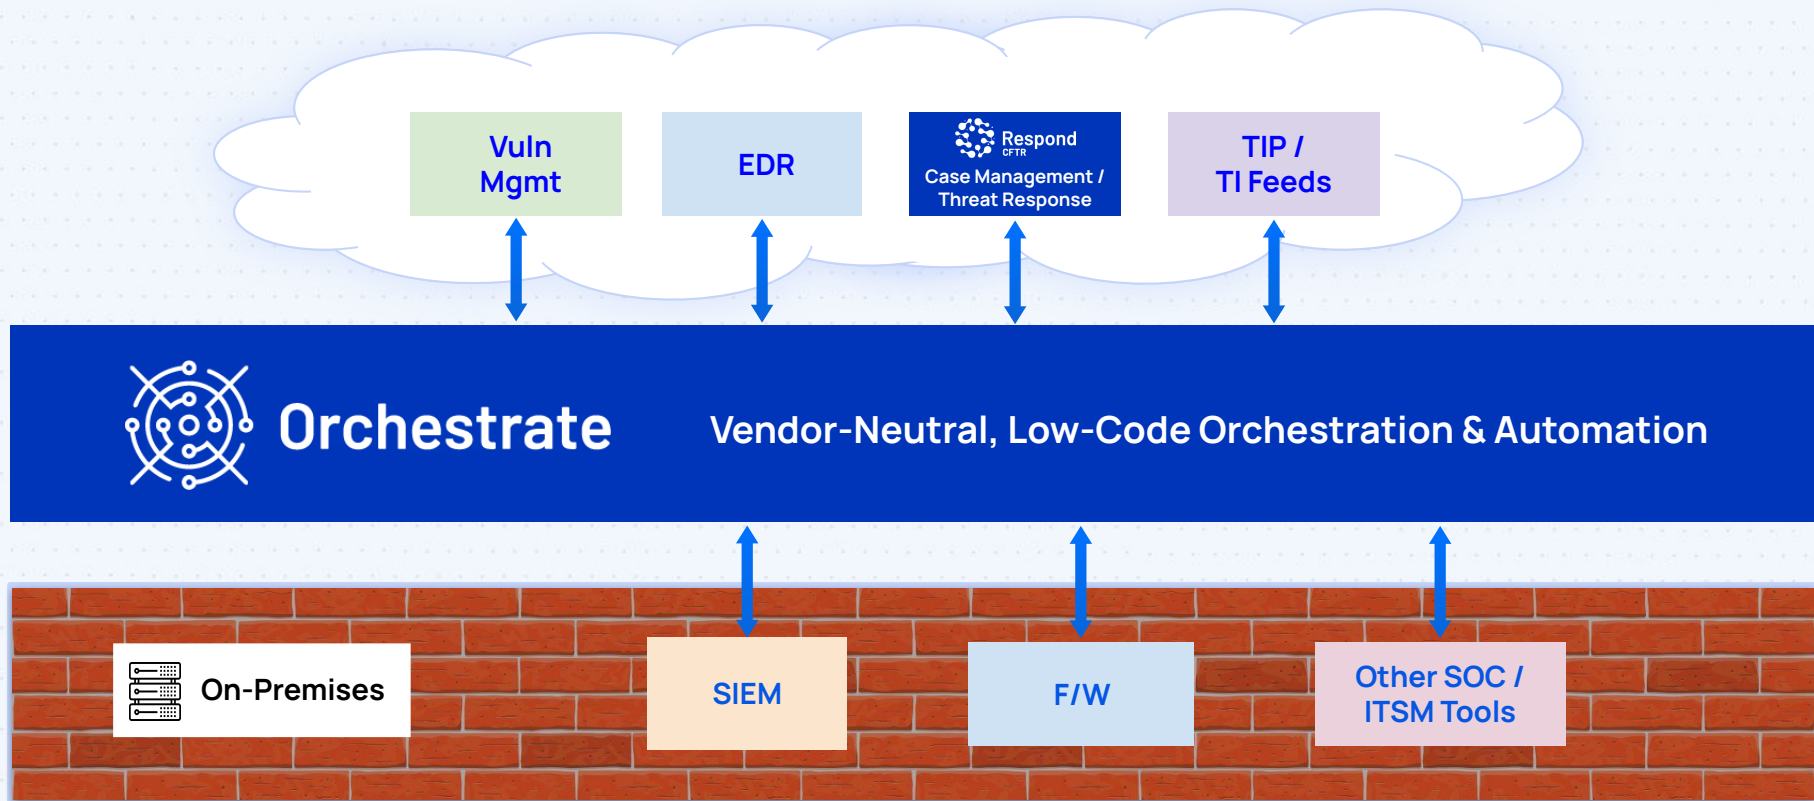 Vuln
Mgmt
EDR
Respond
CFTR
Case Management /
Threat Response
TIP /
TI Feeds
Orchestrate
Vendor-Neutral, Low-Code Orchestration & Automation
On-Premises
SIEM
F/W
Other SOC /
ITSM Tools